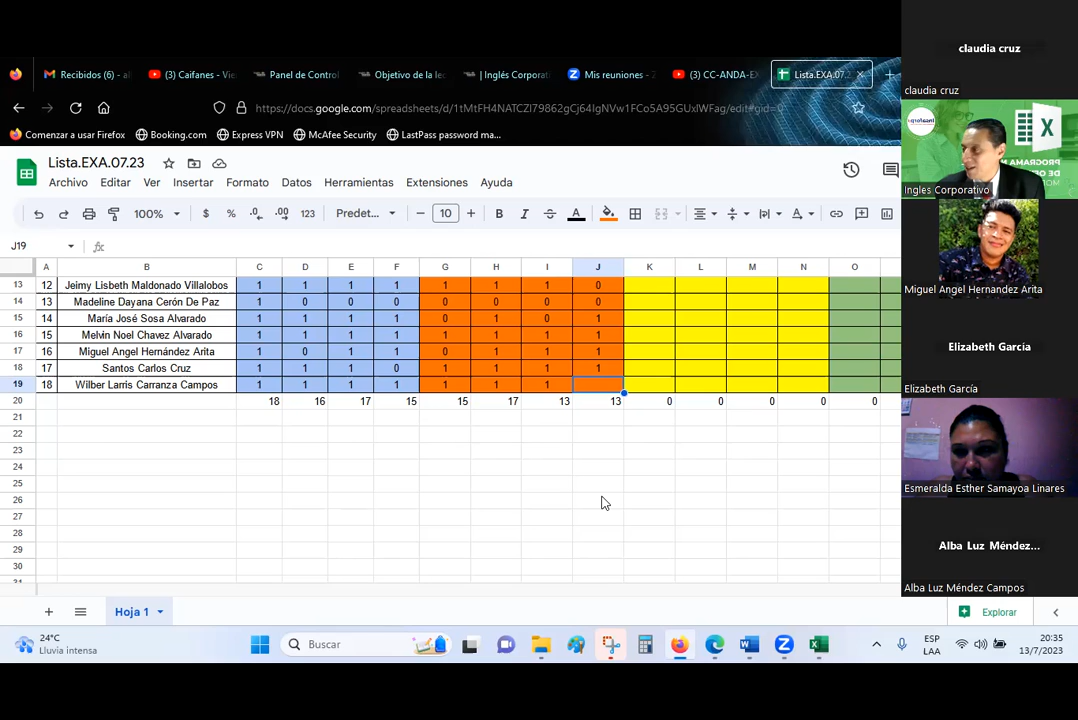 Recibidos (6) - al
(3) Caifanes - Vie
Panel de Control
Objetivo de la lec
| Inglés Corporati
Mis reuniones - Z
(3) CC-ANDA-EX
Lista.EXA.07.2
https://docs.google.com/spreadsheets/d/1tMtFH4NATCZI79862gCj64IgNVw1FCo5A95GUxlWFag/edit#gid=0
Comenzar a usar Firefox
Booking.com
Express VPN
McAfee Security
LastPass password ma...
Lista.EXA.07.23
Archivo Editar Ver Insertar Formato Datos Herramientas Extensiones Ayuda
100% $ % .0 .00 123 Predet... 10 B I A
J19 fx
A B C D E F G H I J K L M N O
13 12 Jeimy Lisbeth Maldonado Villalobos 1 1 1 1 1 1 1 0
14 13 Madeline Dayana Cerón De Paz 1 0 0 0 0 0 0 0
15 14 María José Sosa Alvarado 1 1 1 1 0 1 0 1
16 15 Melvin Noel Chavez Alvarado 1 1 1 1 1 1 1 1
17 16 Miguel Angel Hernández Arita 1 0 1 1 0 1 1 1
18 17 Santos Carlos Cruz 1 1 1 0 1 1 1 1
19 18 Wilber Larris Carranza Campos 1 1 1 1 1 1 1
20 18 16 17 15 15 17 13 13 0 0 0 0 0
21
22
23
24
25
26
27
28
29
30
31
Hoja 1
Explorar
24°C
Lluvia intensa
Buscar
ESP
LAA
20:35
13/7/2023
claudia cruz
claudia cruz
Ingles Corporativo
Miguel Angel Hernandez Arita
Elizabeth García
Elizabeth García
Esmeralda Esther Samayoa Linares
Alba Luz Méndez...
Alba Luz Méndez Campos